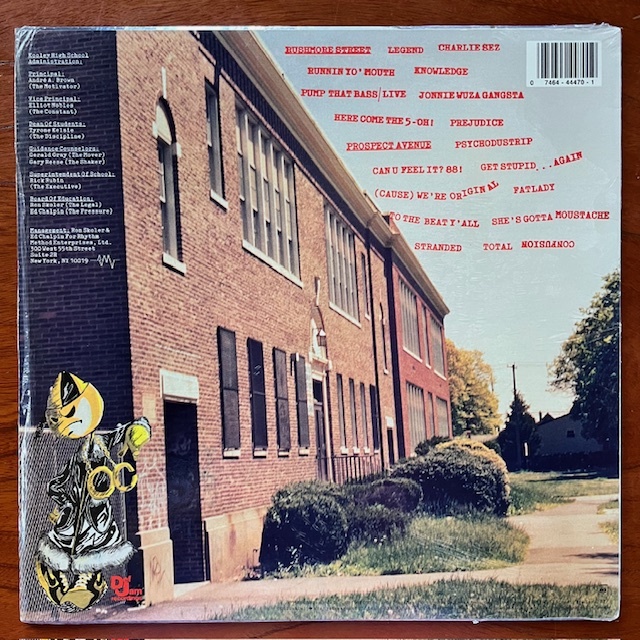 Kooley High School
Administration:
Principal:
André A. Brown
(The Motivator)
Vice Principal:
Elliot Nobles
(The Constant)
Dean Of Students:
Tyrone Kelsie
(The Discipline)
Guidance Counselors:
Gerald Gray (The Mover)
Gary Reese (The Shaker)
Superintendent Of School:
Rick Rubin
(The Executive)
Board Of Education:
Ron Skoler (The Legal)
Ed Chalpin (The Pressure)
Management: Ron Skoler &
Ed Chalpin For Rhythm
Method Enterprises, Ltd.
300 West 55th Street
Suite 2R
New York, NY 10019
RUSHMORE STREET LEGEND CHARLIE SEZ
RUNNIN YO' MOUTH KNOWLEDGE
PUMP THAT BASS/LIVE JONNIE WUZA GANGSTA
HERE COME THE 5-OH! PREJUDICE
PROSPECT AVENUE PSYCHODUSTRIP
CAN U FEEL IT? 88! GET STUPID...AGAIN
(CAUSE) WE'RE ORIGINAL FATLADY
TO THE BEAT Y'ALL SHE'S GOTTA MOUSTACHE
STRANDED TOTAL CONFUSION
0 7464-44470-1
OC
Def
Jam